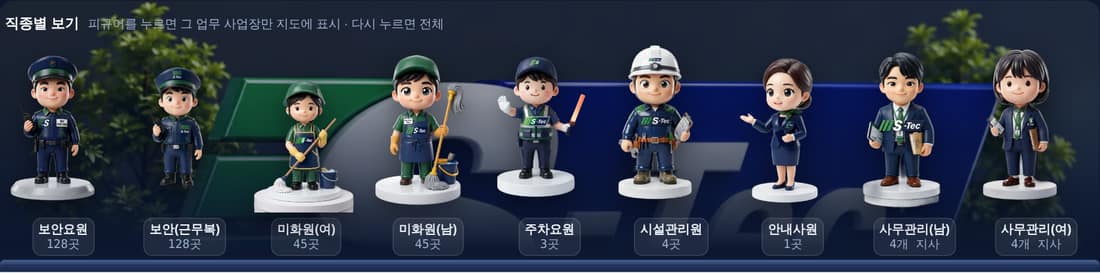 직종별 보기 피규어를 누르면 그 업무 사업장만 지도에 표시 · 다시 누르면 전체
S-Tec
S
S-Tec
S-Tec
S-Tec
보안요원
128곳
보안(근무복)
128곳
미화원(여)
45곳
미화원(남)
45곳
주차요원
3곳
시설관리원
4곳
안내사원
1곳
사무관리(남)
4개 지사
사무관리(여)
4개 지사